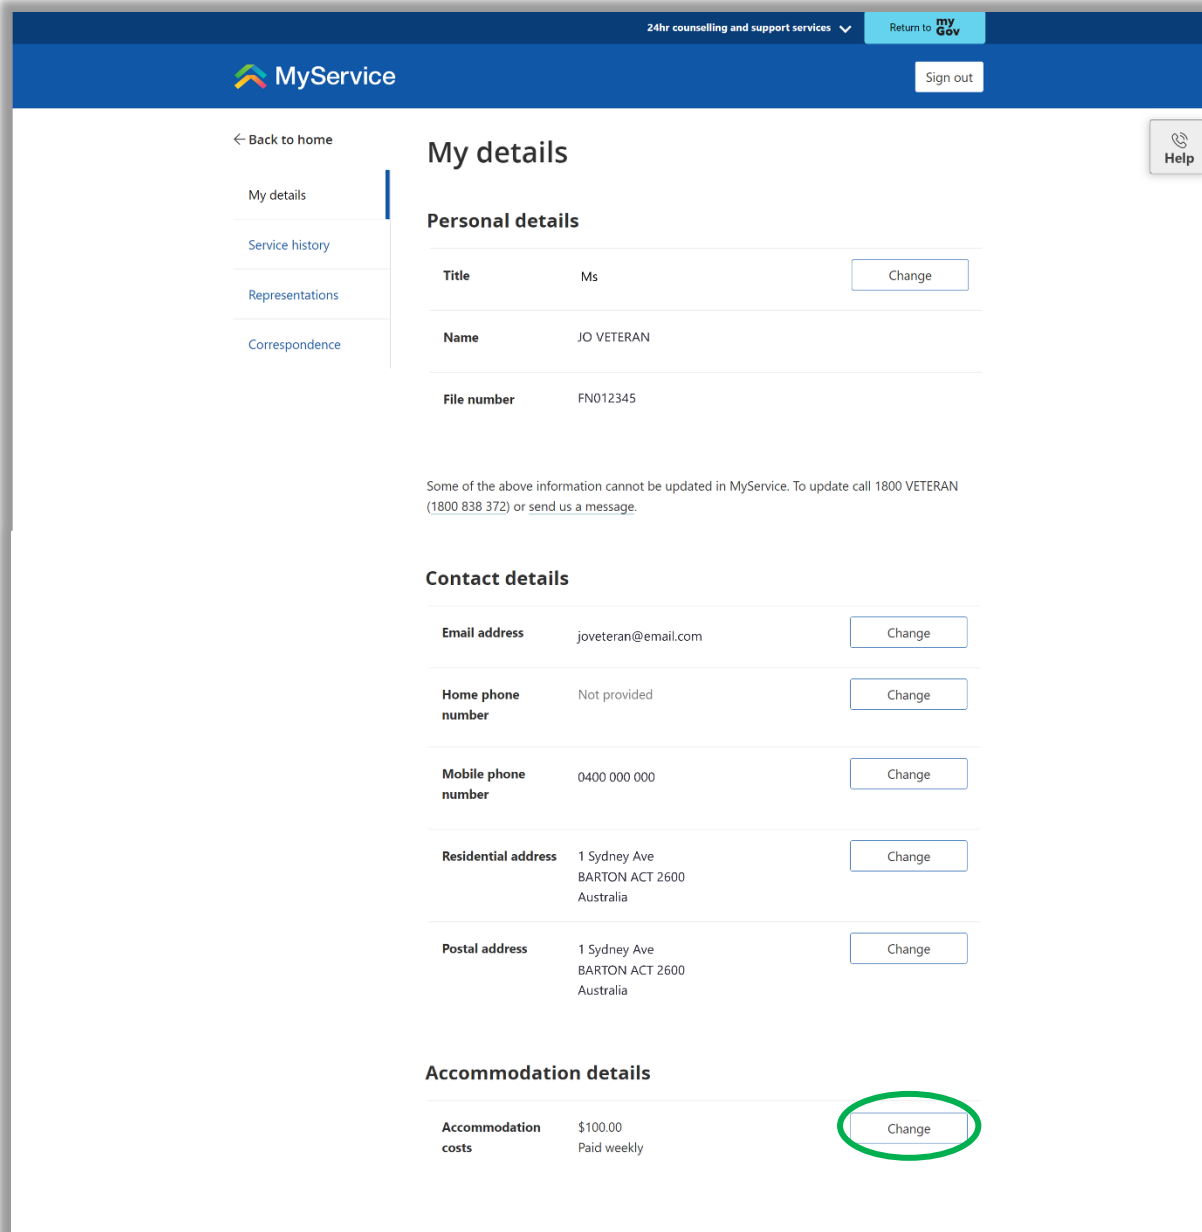 24hr counselling and support services
Return to myGov
MyService
Sign out
Help
Back to home
My details
Service history
Representations
Correspondence
My details
Personal details
Title Ms Change
Name JO VETERAN
File number FN012345
Some of the above information cannot be updated in MyService. To update call 1800 VETERAN
(1800 838 372) or send us a message.
Contact details
Email address joveteran@email.com Change
Home phone Not provided Change
number
Mobile phone 0400 000 000 Change
number
Residential address 1 Sydney Ave Change
BARTON ACT 2600
Australia
Postal address 1 Sydney Ave Change
BARTON ACT 2600
Australia
Accommodation details
Accommodation $100.00 Change
costs Paid weekly